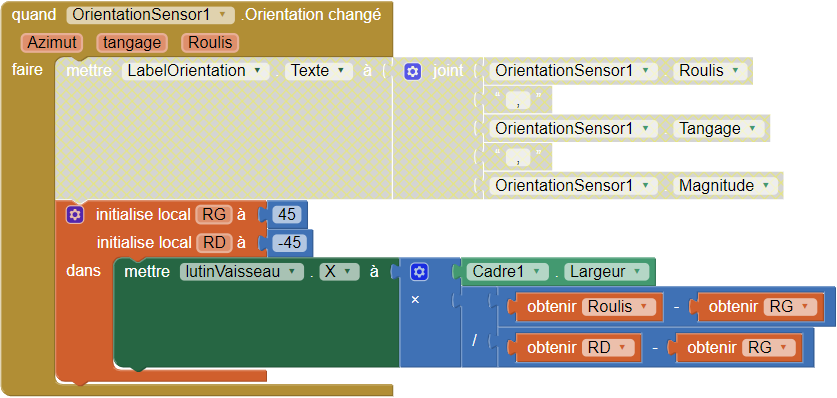 quand OrientationSensor1 .Orientation changé
Azimut tangage Roulis
faire mettre LabelOrientation . Texte à joint OrientationSensor1 . Roulis
“ , ”
OrientationSensor1 . Tangage
“ , ”
OrientationSensor1 . Magnitude
initialise local RG à 45
initialise local RD à -45
dans mettre lutinVaisseau . X à Cadre1 . Largeur
× obtenir Roulis - obtenir RG
/ obtenir RD - obtenir RG